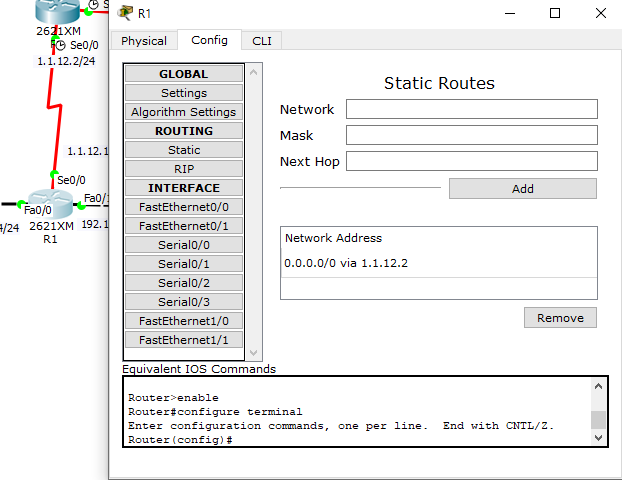 2621XM
Se0/0
1.1.12.2/24
1.1.12.1
Se0/0
Fa0/0
Fa0/1
/24
2621XM
192.1
R1
R1
Physical
Config
CLI
GLOBAL
Settings
Algorithm Settings
ROUTING
Static
RIP
INTERFACE
FastEthernet0/0
FastEthernet0/1
Serial0/0
Serial0/1
Serial0/2
Serial0/3
FastEthernet1/0
FastEthernet1/1
Static Routes
Network
Mask
Next Hop
Add
Network Address
0.0.0.0/0 via 1.1.12.2
Remove
Equivalent IOS Commands
Router>enable
Router#configure terminal
Enter configuration commands, one per line.  End with CNTL/Z.
Router(config)#